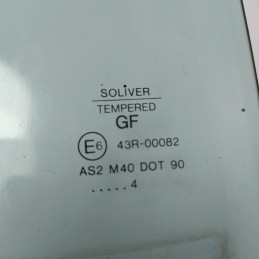 SOLIVER
TEMPERED
GF
E6 43R-00082
AS2 M40 DOT 90
..... 4